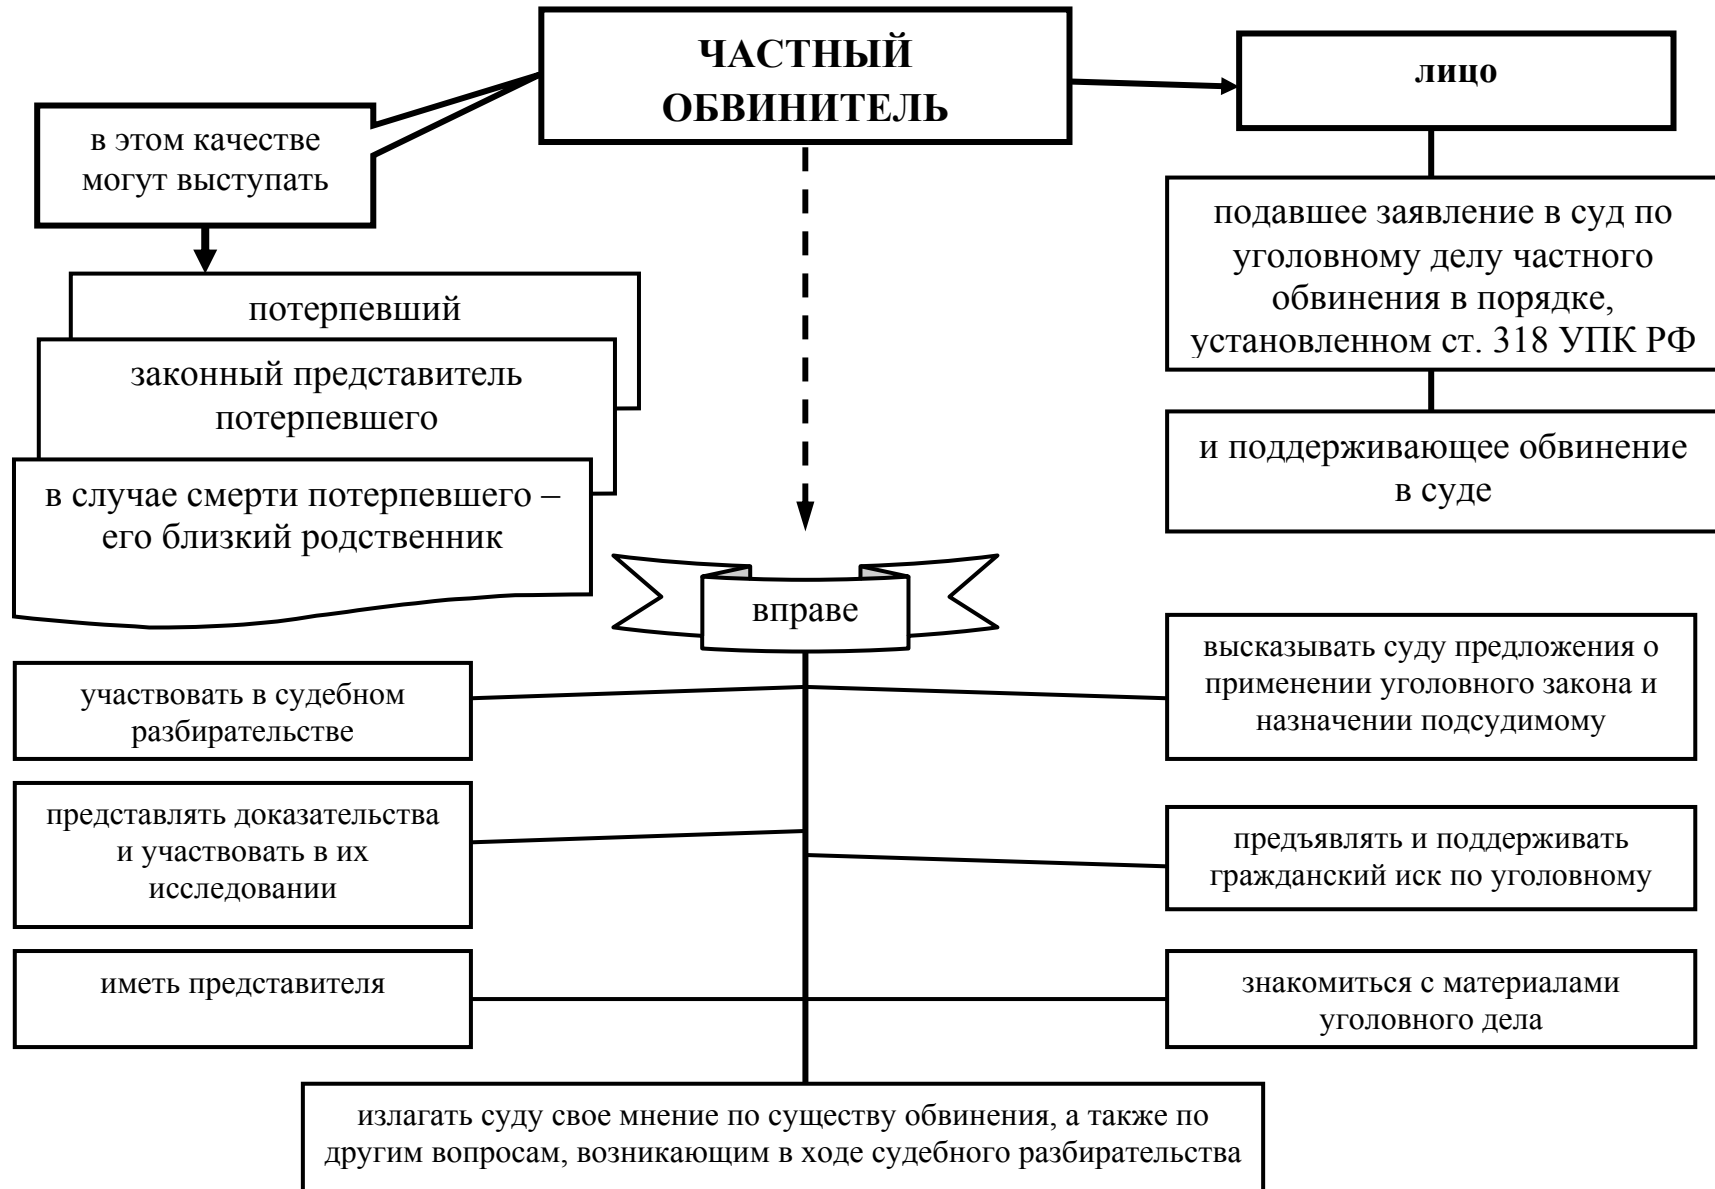 ЧАСТНЫЙ
ОБВИНИТЕЛЬ
лицо
в этом качестве
могут выступать
подавшее заявление в суд по
уголовному делу частного
обвинения в порядке,
установленном ст. 318 УПК РФ
потерпевший
законный представитель
потерпевшего
и поддерживающее обвинение
в суде
в случае смерти потерпевшего –
его близкий родственник
вправе
участвовать в судебном
разбирательстве
высказывать суду предложения о
применении уголовного закона и
назначении подсудимому
представлять доказательства
и участвовать в их
исследовании
предъявлять и поддерживать
гражданский иск по уголовному
иметь представителя
знакомиться с материалами
уголовного дела
излагать суду свое мнение по существу обвинения, а также по
другим вопросам, возникающим в ходе судебного разбирательства